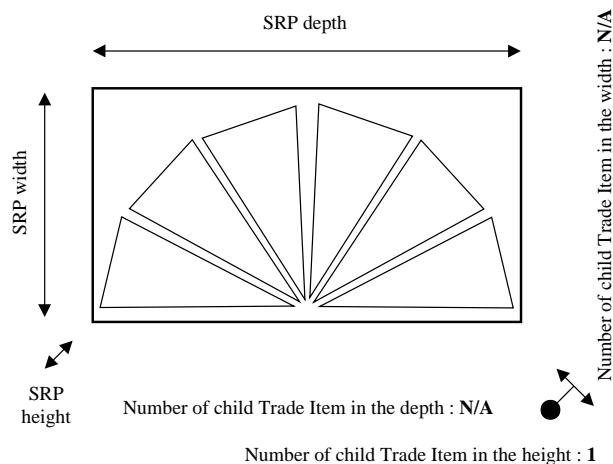 SRP depth
Number of child Trade Item in the width : N/A
SRP width
SRP
height
Number of child Trade Item in the depth : N/A
Number of child Trade Item in the height : 1